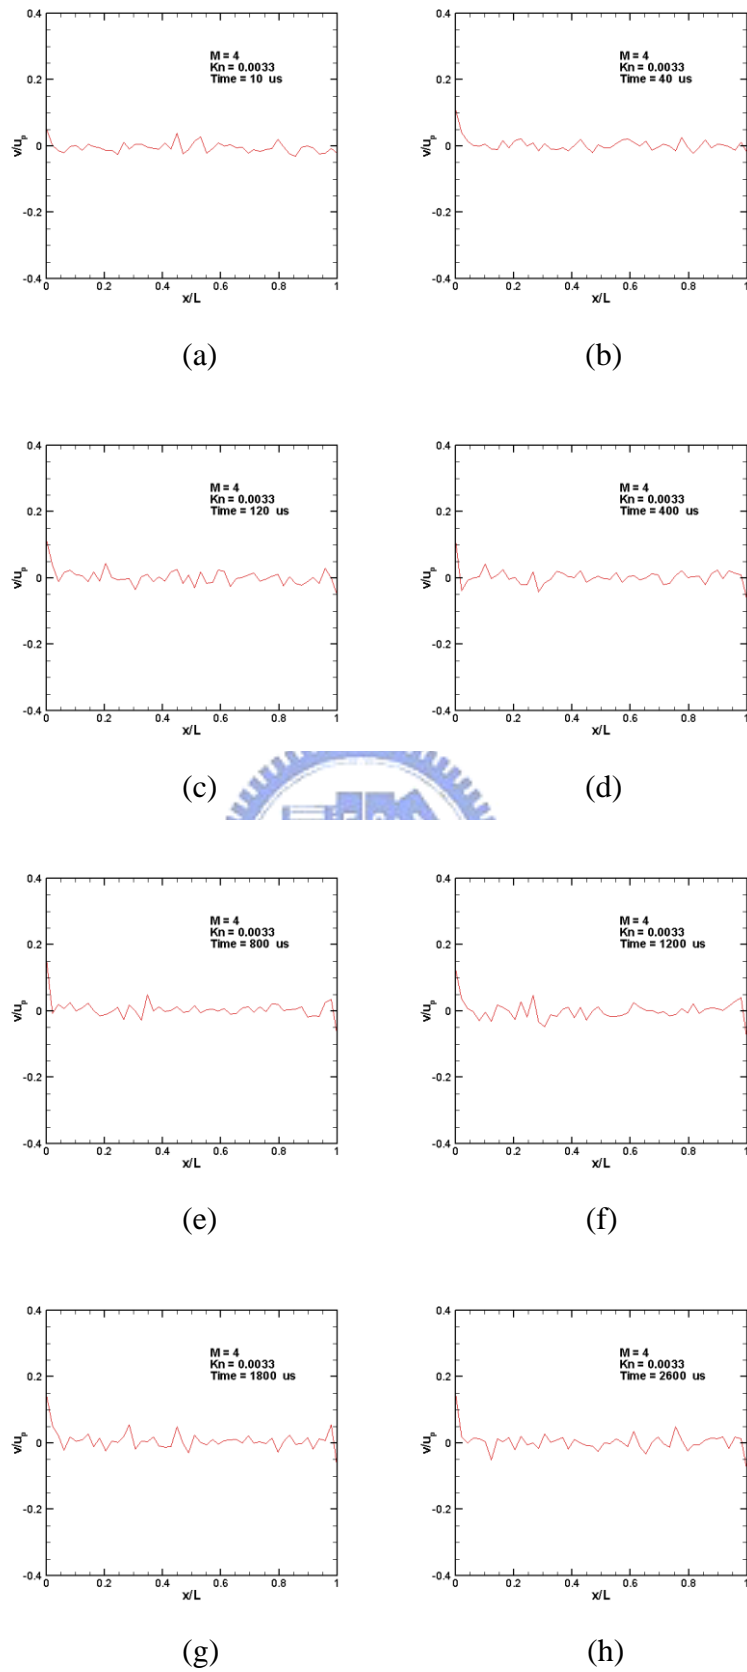 0.4
0.2
0
-0.2
-0.4
v/uₚ
M = 4
Kn = 0.0033
Time = 10 us
0 0.2 0.4 0.6 0.8 1
x/L
(a)
0.4
0.2
0
-0.2
-0.4
v/uₚ
M = 4
Kn = 0.0033
Time = 40 us
0 0.2 0.4 0.6 0.8 1
x/L
(b)
0.4
0.2
0
-0.2
-0.4
v/uₚ
M = 4
Kn = 0.0033
Time = 120 us
0 0.2 0.4 0.6 0.8 1
x/L
(c)
0.4
0.2
0
-0.2
-0.4
v/uₚ
M = 4
Kn = 0.0033
Time = 400 us
0 0.2 0.4 0.6 0.8 1
x/L
(d)
0.4
0.2
0
-0.2
-0.4
v/uₚ
M = 4
Kn = 0.0033
Time = 800 us
0 0.2 0.4 0.6 0.8 1
x/L
(e)
0.4
0.2
0
-0.2
-0.4
v/uₚ
M = 4
Kn = 0.0033
Time = 1200 us
0 0.2 0.4 0.6 0.8 1
x/L
(f)
0.4
0.2
0
-0.2
-0.4
v/uₚ
M = 4
Kn = 0.0033
Time = 1800 us
0 0.2 0.4 0.6 0.8 1
x/L
(g)
0.4
0.2
0
-0.2
-0.4
v/uₚ
M = 4
Kn = 0.0033
Time = 2600 us
0 0.2 0.4 0.6 0.8 1
x/L
(h)